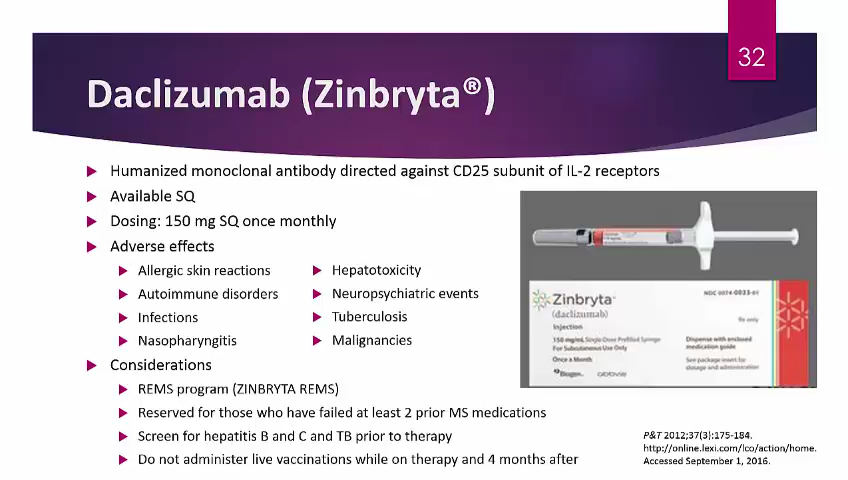 32
Daclizumab (Zinbryta®)
Humanized monoclonal antibody directed against CD25 subunit of IL-2 receptors
Available SQ
Dosing: 150 mg SQ once monthly
Adverse effects
Allergic skin reactions
Autoimmune disorders
Infections
Nasopharyngitis
Hepatotoxicity
Neuropsychiatric events
Tuberculosis
Malignancies
Considerations
REMS program (ZINBRYTA REMS)
Reserved for those who have failed at least 2 prior MS medications
Screen for hepatitis B and C and TB prior to therapy
Do not administer live vaccinations while on therapy and 4 months after
NDC 0074-0033-01
Zinbryta™
(daclizumab)
Rx only
Injection
150 mg/mL Single-Dose Prefilled Syringe
For Subcutaneous Use Only
Once a Month
Dispense with enclosed
medication guide
See package insert for
dosage and administration
Biogen
abbvie
P&T 2012;37(3):175-184.
http://online.lexi.com/lco/action/home.
Accessed September 1, 2016.